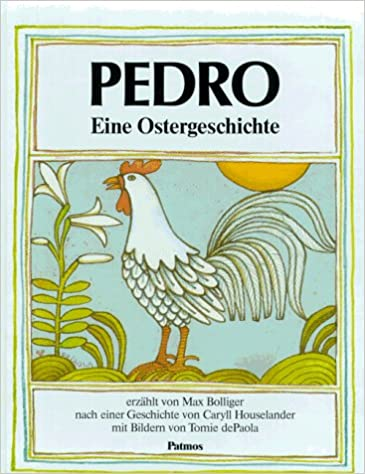 PEDRO
Eine Ostergeschichte
erzählt von Max Bolliger
nach einer Geschichte von Caryll Houselander
mit Bildern von Tomie dePaola
Patmos